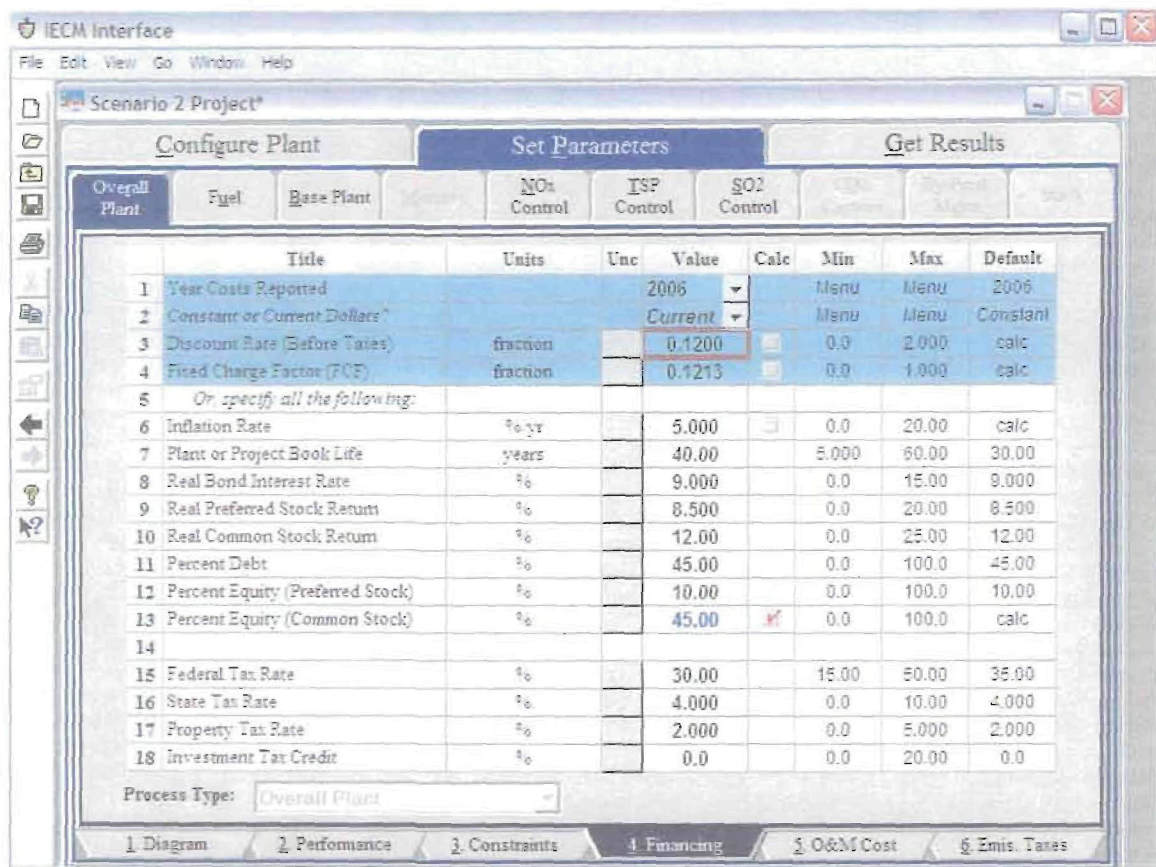 IECM Interface
File Edit View Go Window Help
Scenario 2 Project*
Configure Plant Set Parameters Get Results
Overall Plant Fuel Base Plant NOx Control TSP Control SO2 Control
Title Units Unc Value Calc Min Max Default
1 Year Costs Reported 2006 Menu Menu 2006
2 Constant or Current Dollars? Current Menu Menu Constant
3 Discount Rate (Before Taxes) fraction 0.1200 0.0 2.000 calc
4 Fixed Charge Factor (FCF) fraction 0.1213 0.0 1.000 calc
5 Or, specify all the following:
6 Inflation Rate %/yr 5.000 0.0 20.00 calc
7 Plant or Project Book Life years 40.00 5.000 60.00 30.00
8 Real Bond Interest Rate % 9.000 0.0 15.00 9.000
9 Real Preferred Stock Return % 8.500 0.0 20.00 8.500
10 Real Common Stock Return % 12.00 0.0 25.00 12.00
11 Percent Debt % 45.00 0.0 100.0 45.00
12 Percent Equity (Preferred Stock) % 10.00 0.0 100.0 10.00
13 Percent Equity (Common Stock) % 45.00 0.0 100.0 calc
14
15 Federal Tax Rate % 30.00 15.00 50.00 35.00
16 State Tax Rate % 4.000 0.0 10.00 4.000
17 Property Tax Rate % 2.000 0.0 5.000 2.000
18 Investment Tax Credit % 0.0 0.0 20.00 0.0
Process Type: Overall Plant
1. Diagram 2. Performance 3. Constraints 4. Financing 5. O&M Cost 6. Emis. Taxes